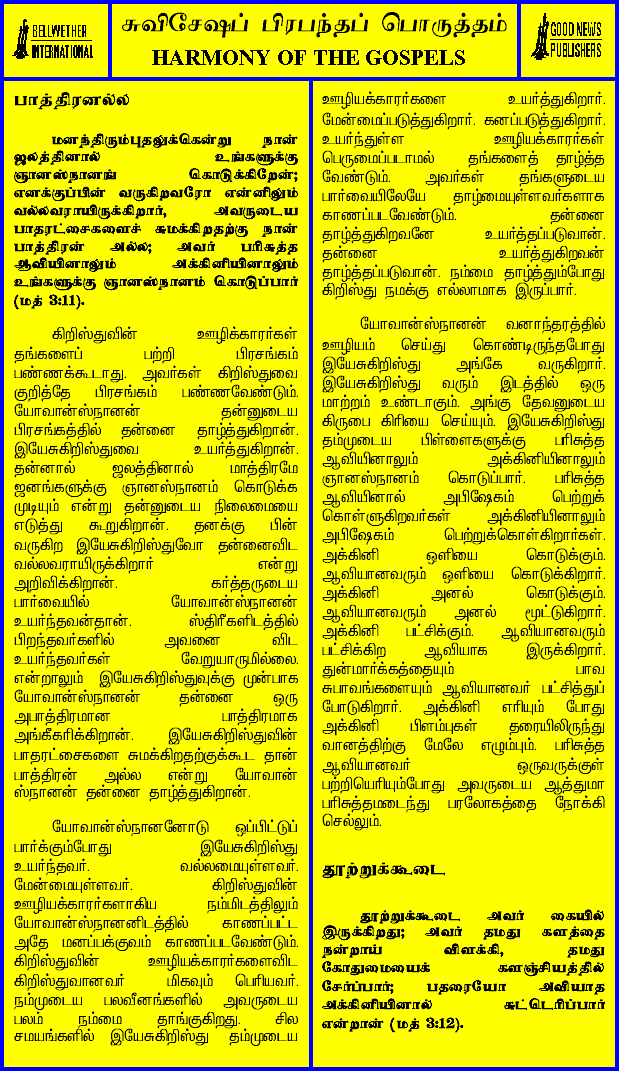 BELLWETHER
INTERNATIONAL
சுவிசேஷப் பிரபந்தப் பொருத்தம்
HARMONY OF THE GOSPELS
GOOD NEWS
PUBLISHERS
பாத்திரனல்ல
மனந்திரும்புதலுக்கென்று நான்
ஜலத்தினால் உங்களுக்கு
ஞானஸ்நானங் கொடுக்கிறேன்;
எனக்குப்பின் வருகிறவரோ என்னிலும்
வல்லவராயிருக்கிறார், அவருடைய
பாதரட்சைகளைச் சுமக்கிறதற்கு நான்
பாத்திரன் அல்ல; அவர் பரிசுத்த
ஆவியினாலும் அக்கினியினாலும்
உங்களுக்கு ஞானஸ்நானம் கொடுப்பார்
(மத் 3:11).
கிறிஸ்துவின் ஊழிக்காரர்கள்
தங்களைப் பற்றி பிரசங்கம்
பண்ணக்கூடாது. அவர்கள் கிறிஸ்துவை
குறித்தே பிரசங்கம் பண்ணவேண்டும்.
யோவான்ஸ்நானன் தன்னுடைய
பிரசங்கத்தில் தன்னை தாழ்த்துகிறான்.
இயேசுகிறிஸ்துவை உயர்த்துகிறான்.
தன்னால் ஜலத்தினால் மாத்திரமே
ஜனங்களுக்கு ஞானஸ்நானம் கொடுக்க
முடியும் என்று தன்னுடைய நிலைமையை
எடுத்து கூறுகிறான். தனக்கு பின்
வருகிற இயேசுகிறிஸ்துவோ தன்னைவிட
வல்லவராயிருக்கிறார் என்று
அறிவிக்கிறான். கர்த்தருடைய
பார்வையில் யோவான்ஸ்நானன்
உயர்ந்தவன்தான். ஸ்திரீகளிடத்தில்
பிறந்தவர்களில் அவனை விட
உயர்ந்தவர்கள் வேறுயாருமில்லை.
என்றாலும் இயேசுகிறிஸ்துவுக்கு முன்பாக
யோவான்ஸ்நானன் தன்னை ஒரு
அபாத்திரமான பாத்திரமாக
அங்கீகரிக்கிறான். இயேசுகிறிஸ்துவின்
பாதரட்சைகளை சுமக்கிறதற்குக்கூட தான்
பாத்திரன் அல்ல என்று யோவான்
ஸ்நானன் தன்னை தாழ்த்துகிறான்.
யோவான்ஸ்நானனோடு ஒப்பிட்டுப்
பார்க்கும்போது இயேசுகிறிஸ்து
உயர்ந்தவர். வல்லமையுள்ளவர்.
மேன்மையுள்ளவர். கிறிஸ்துவின்
ஊழியக்காரர்களாகிய நம்மிடத்திலும்
யோவான்ஸ்நானனிடத்தில் காணப்பட்ட
அதே மனப்பக்குவம் காணப்படவேண்டும்.
கிறிஸ்துவின் ஊழியக்காரர்களைவிட
கிறிஸ்துவானவர் மிகவும் பெரியவர்.
நம்முடைய பலவீனங்களில் அவருடைய
பலம் நம்மை தாங்குகிறது. சில
சமயங்களில் இயேசுகிறிஸ்து தம்முடைய
ஊழியக்காரர்களை உயர்த்துகிறார்.
மேன்மைப்படுத்துகிறார். கனப்படுத்துகிறார்.
உயர்ந்துள்ள ஊழியக்காரர்கள்
பெருமைப்படாமல் தங்களைத் தாழ்த்த
வேண்டும். அவர்கள் தங்களுடைய
பார்வையிலேயே தாழ்மையுள்ளவர்களாக
காணப்படவேண்டும். தன்னை
தாழ்த்துகிறவனே உயர்த்தப்படுவான்.
தன்னை உயர்த்துகிறவன்
தாழ்த்தப்படுவான். நம்மை தாழ்த்தும்போது
கிறிஸ்து நமக்கு எல்லாமாக இருப்பார்.
யோவான்ஸ்நானன் வனாந்தரத்தில்
ஊழியம் செய்து கொண்டிருந்தபோது
இயேசுகிறிஸ்து அங்கே வருகிறார்.
இயேசுகிறிஸ்து வரும் இடத்தில் ஒரு
மாற்றம் உண்டாகும். அங்கு தேவனுடைய
கிருபை கிரியை செய்யும். இயேசுகிறிஸ்து
தம்முடைய பிள்ளைகளுக்கு பரிசுத்த
ஆவியினாலும் அக்கினியினாலும்
ஞானஸ்நானம் கொடுப்பார். பரிசுத்த
ஆவியினால் அபிஷேகம் பெற்றுக்
கொள்ளுகிறவர்கள் அக்கினியினாலும்
அபிஷேகம் பெற்றுக்கொள்கிறார்கள்.
அக்கினி ஒளியை கொடுக்கும்.
ஆவியானவரும் ஒளியை கொடுக்கிறார்.
அக்கினி அனல் கொடுக்கும்.
ஆவியானவரும் அனல் மூட்டுகிறார்.
அக்கினி பட்சிக்கும். ஆவியானவரும்
பட்சிக்கிற ஆவியாக இருக்கிறார்.
துன்மார்க்கத்தையும் பாவ
சுபாவங்களையும் ஆவியானவர் பட்சித்துப்
போடுகிறார். அக்கினி எரியும் போது
அக்கினி பிளம்புகள் தரையிலிருந்து
வானத்திற்கு மேலே எழும்பும். பரிசுத்த
ஆவியானவர் ஒருவருக்குள்
பற்றியெரியும்போது அவருடைய ஆத்துமா
பரிசுத்தமடைந்து பரலோகத்தை நோக்கி
செல்லும்.
தூற்றுக்கூடை
தூற்றுக்கூடை அவர் கையில்
இருக்கிறது; அவர் தமது களத்தை
நன்றாய் விளக்கி, தமது
கோதுமையைக் களஞ்சியத்தில்
சேர்ப்பார்; பதரையோ அவியாத
அக்கினியினால் சுட்டெரிப்பார்
என்றான் (மத் 3:12).